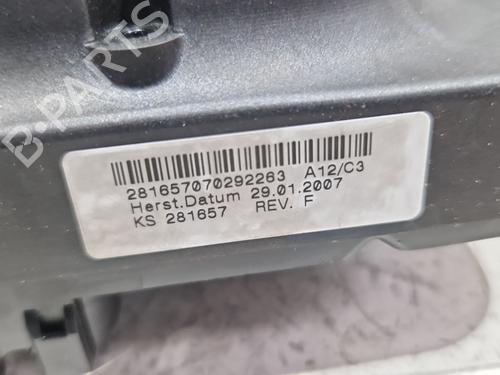 B-PARTS
281657070292263 A12/C3
Herst.Datum 29.01.2007
KS 281657 REV. F